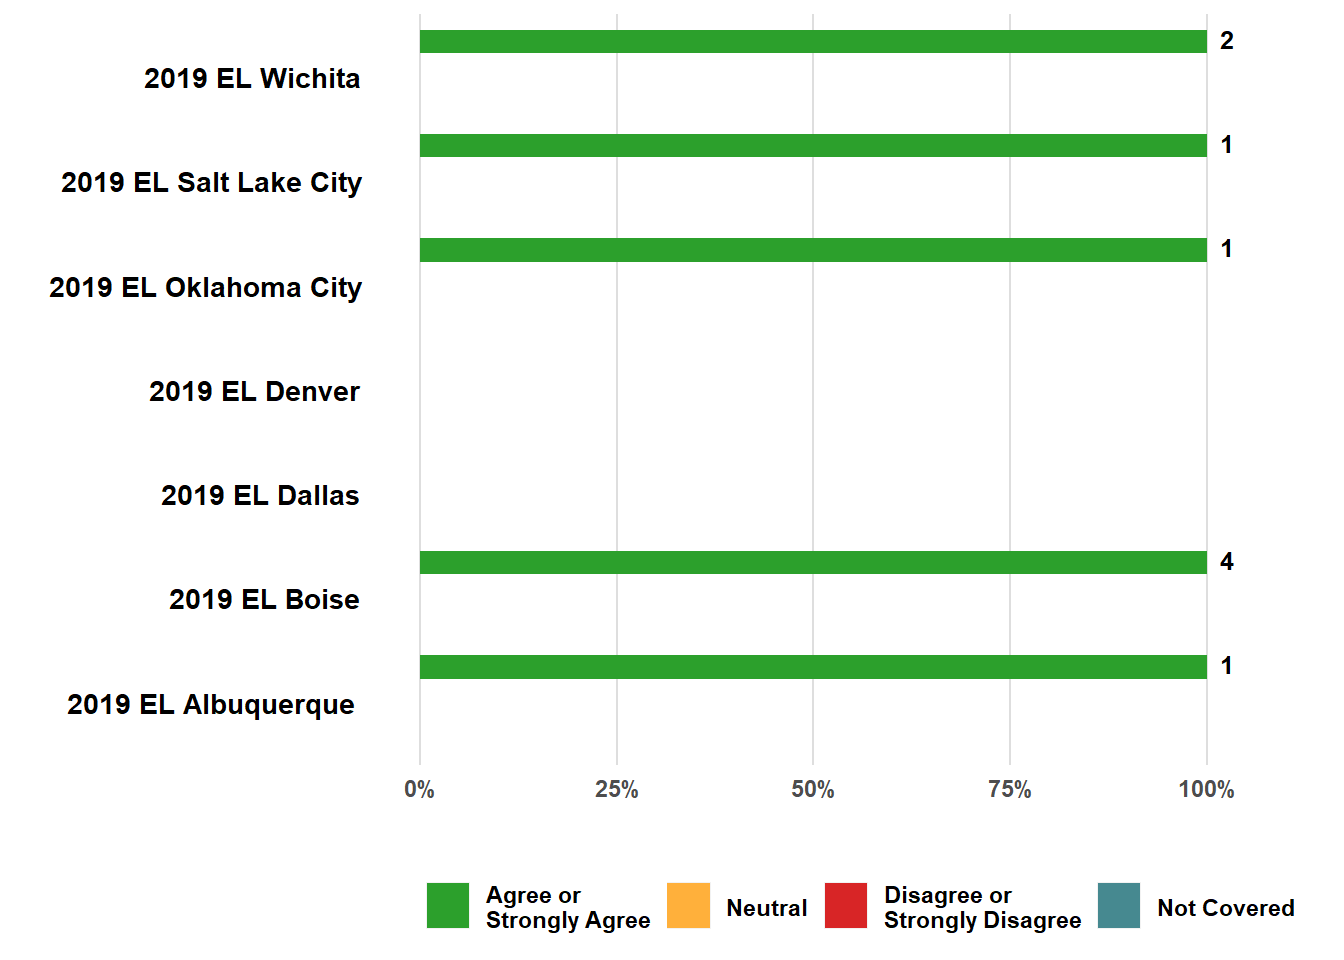 2
2019 EL Wichita
1
2019 EL Salt Lake City
1
2019 EL Oklahoma City
2019 EL Denver
2019 EL Dallas
4
2019 EL Boise
1
2019 EL Albuquerque
0% 25% 50% 75% 100%
Agree or
Strongly Agree
Neutral
Disagree or
Strongly Disagree
Not Covered